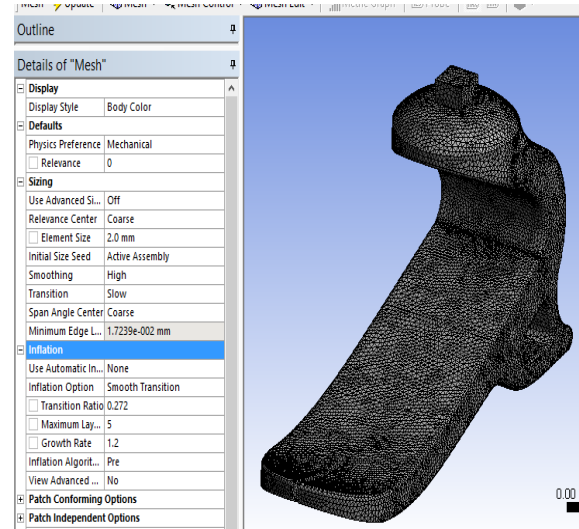 Mesh Update Mesh Mesh Control Mesh Edit Metric Graph Probe
Outline
Details of "Mesh"
Display
Display Style Body Color
Defaults
Physics Preference Mechanical
Relevance 0
Sizing
Use Advanced Si... Off
Relevance Center Coarse
Element Size 2.0 mm
Initial Size Seed Active Assembly
Smoothing High
Transition Slow
Span Angle Center Coarse
Minimum Edge L... 1.7239e-002 mm
Inflation
Use Automatic In... None
Inflation Option Smooth Transition
Transition Ratio 0.272
Maximum Lay... 5
Growth Rate 1.2
Inflation Algorit... Pre
View Advanced ... No
Patch Conforming Options
Patch Independent Options
0.00